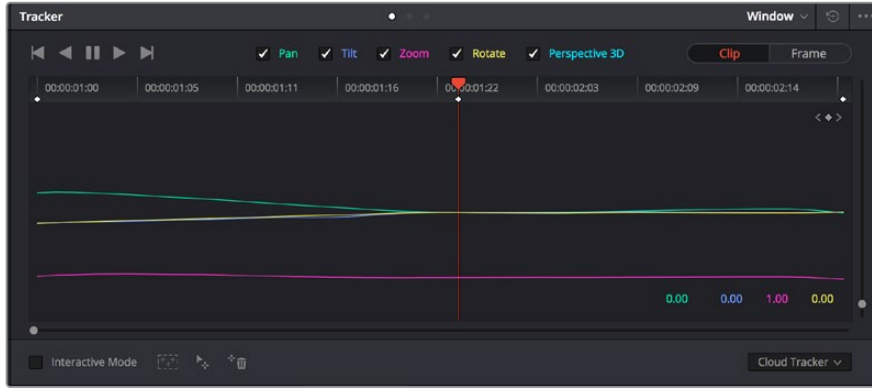 Tracker Window
Pan Tilt Zoom Rotate Perspective 3D Clip Frame
00:00:01:00 00:00:01:05 00:00:01:11 00:00:01:16 00:00:01:22 00:00:02:03 00:00:02:09 00:00:02:14
0.00 0.00 1.00 0.00
Interactive Mode Cloud Tracker